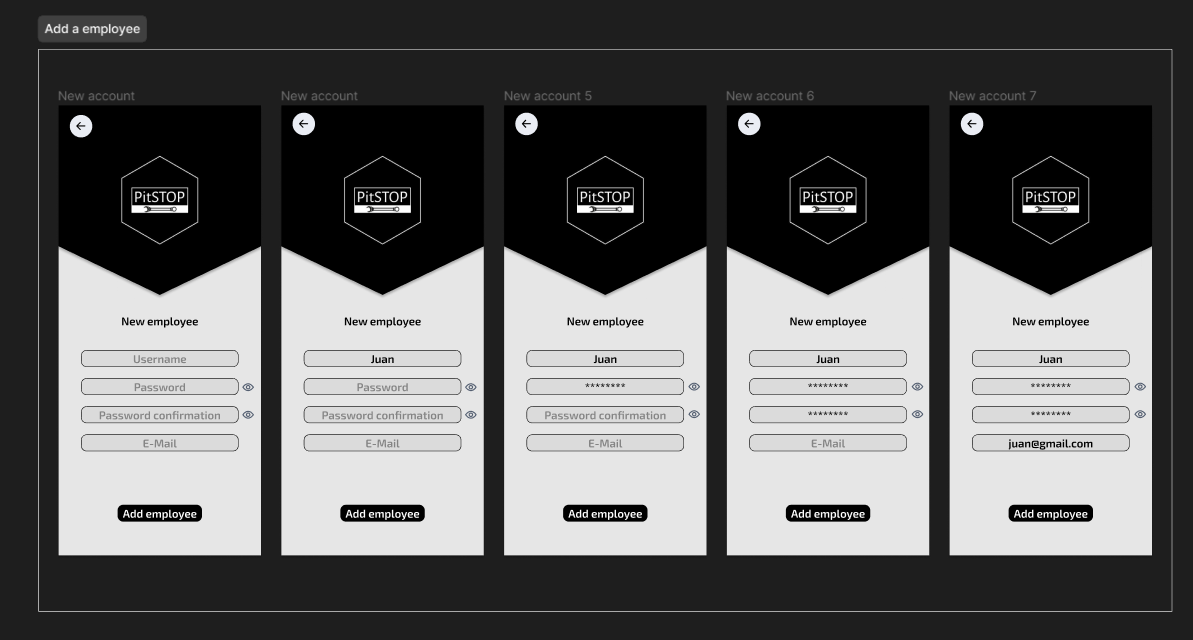 Add a employee
New account
New account
New account 5
New account 6
New account 7
PitSTOP
PitSTOP
PitSTOP
PitSTOP
PitSTOP
New employee
New employee
New employee
New employee
New employee
Username
Juan
Juan
Juan
Juan
Password
Password
********
********
********
Password confirmation
Password confirmation
Password confirmation
********
********
E-Mail
E-Mail
E-Mail
E-Mail
juan@gmail.com
Add employee
Add employee
Add employee
Add employee
Add employee